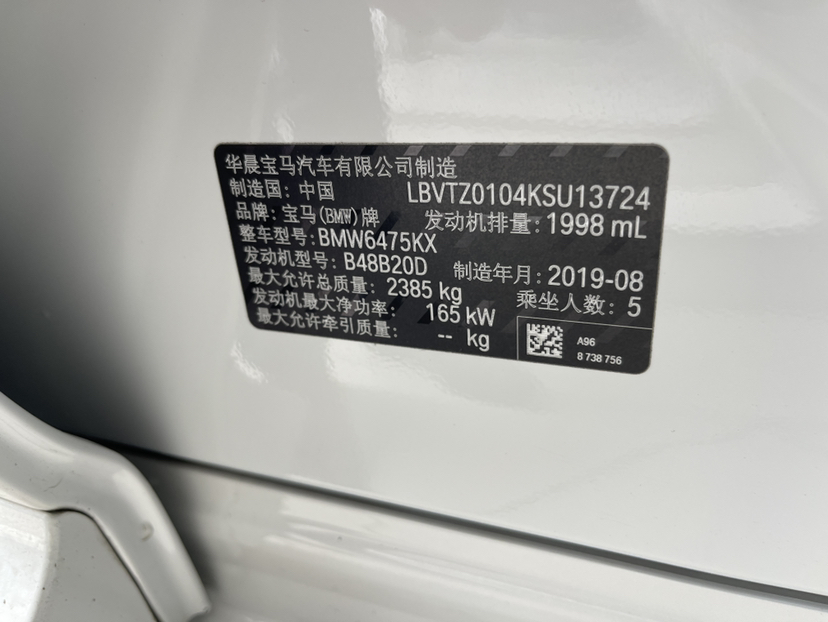 华晨宝马汽车有限公司制造
制造国：中国 LBVTZ0104KSU13724
品牌：宝马(BMW)牌 发动机排量：1998 mL
整车型号：BMW6475KX
发动机型号：B48B20D 制造年月：2019-08
最大允许总质量：2385 kg 乘坐人数：5
发动机最大净功率：165 kW
最大允许牵引质量：-- kg
A96
8 738 756